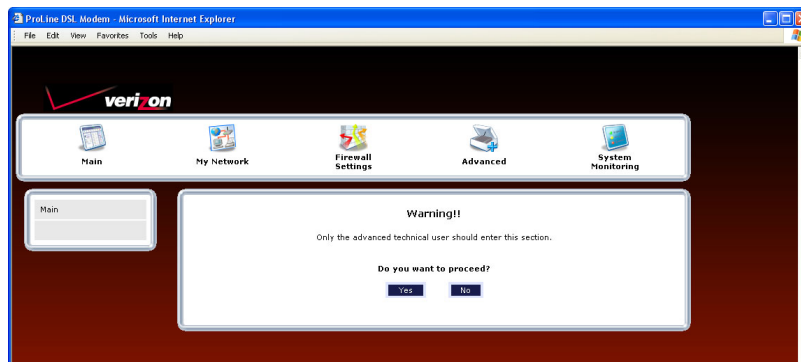 ProLine DSL Modem - Microsoft Internet Explorer
File Edit View Favorites Tools Help
verizon
Main
My Network
Firewall
Settings
Advanced
System
Monitoring
Main
Warning!!
Only the advanced technical user should enter this section.
Do you want to proceed?
Yes No